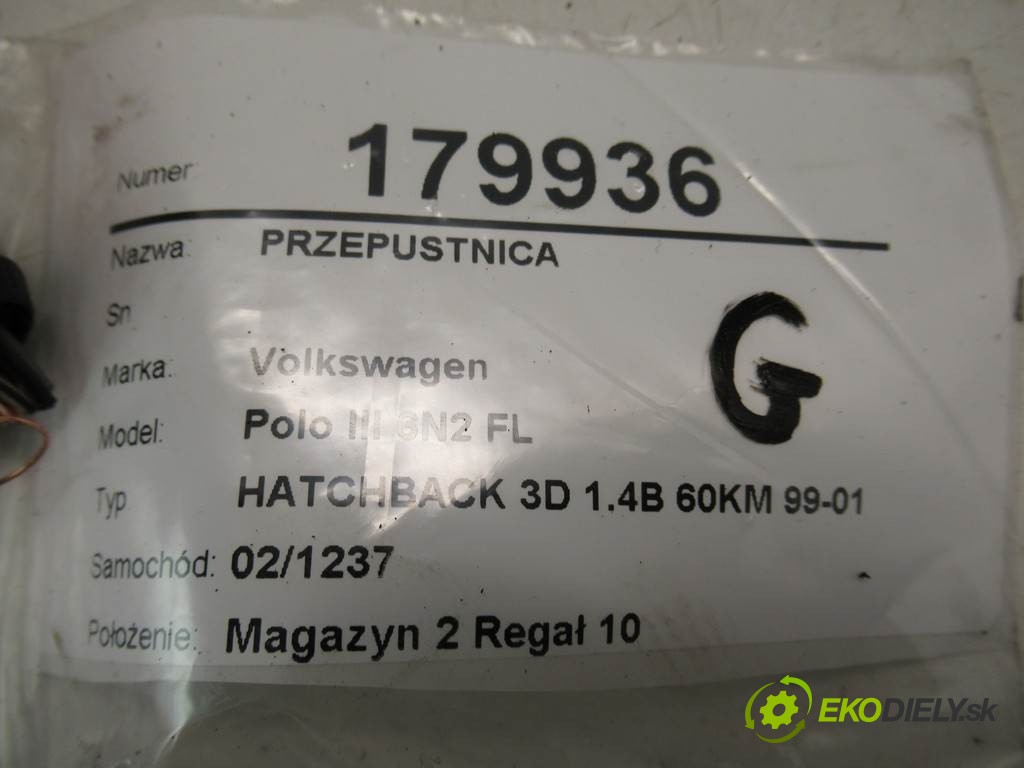 Numer: 179936
Nazwa: PRZEPUSTNICA
Sn
G
Marka: Volkswagen
Model: Polo III 6N2 FL
Typ HATCHBACK 3D 1.4B 60KM 99-01
Samochód: 02/1237
Położenie: Magazyn 2 Regał 10
EKODIELY.sk